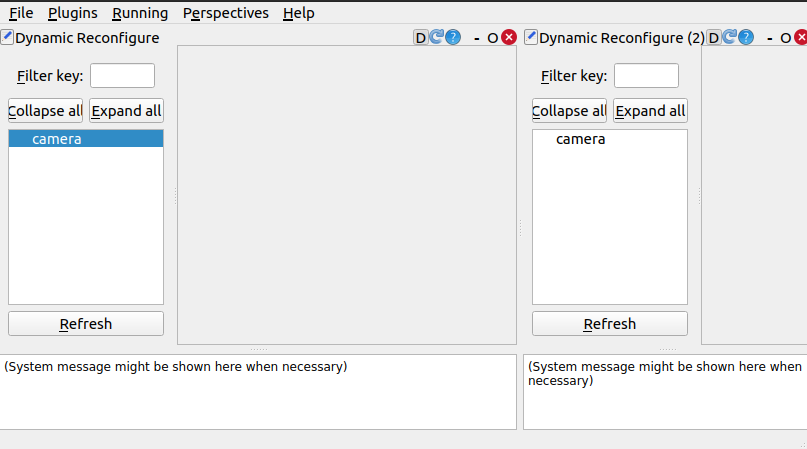 File Plugins Running Perspectives Help
Dynamic Reconfigure D ? - O
Filter key:
Collapse all Expand all
camera
Refresh
(System message might be shown here when necessary)
Dynamic Reconfigure (2) D ? - O
Filter key:
Collapse all Expand all
camera
Refresh
(System message might be shown here when
necessary)